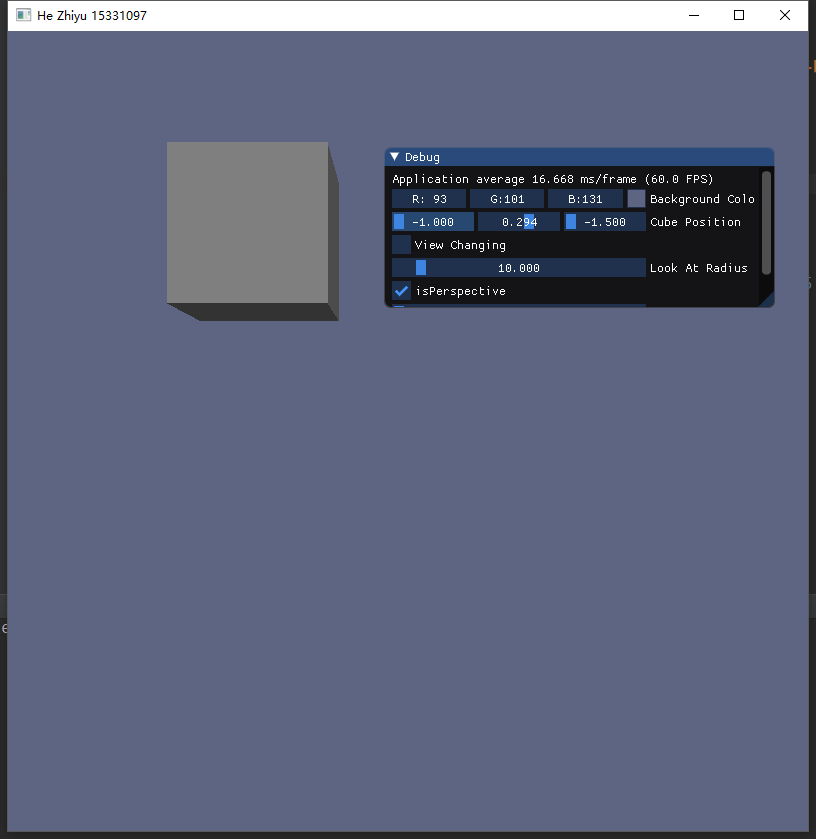 He Zhiyu 15331097
Debug
Application average 16.668 ms/frame (60.0 FPS)
R: 93 G:101 B:131 Background Colo
-1.000 0.294 -1.500 Cube Position
View Changing
10.000 Look At Radius
isPerspective